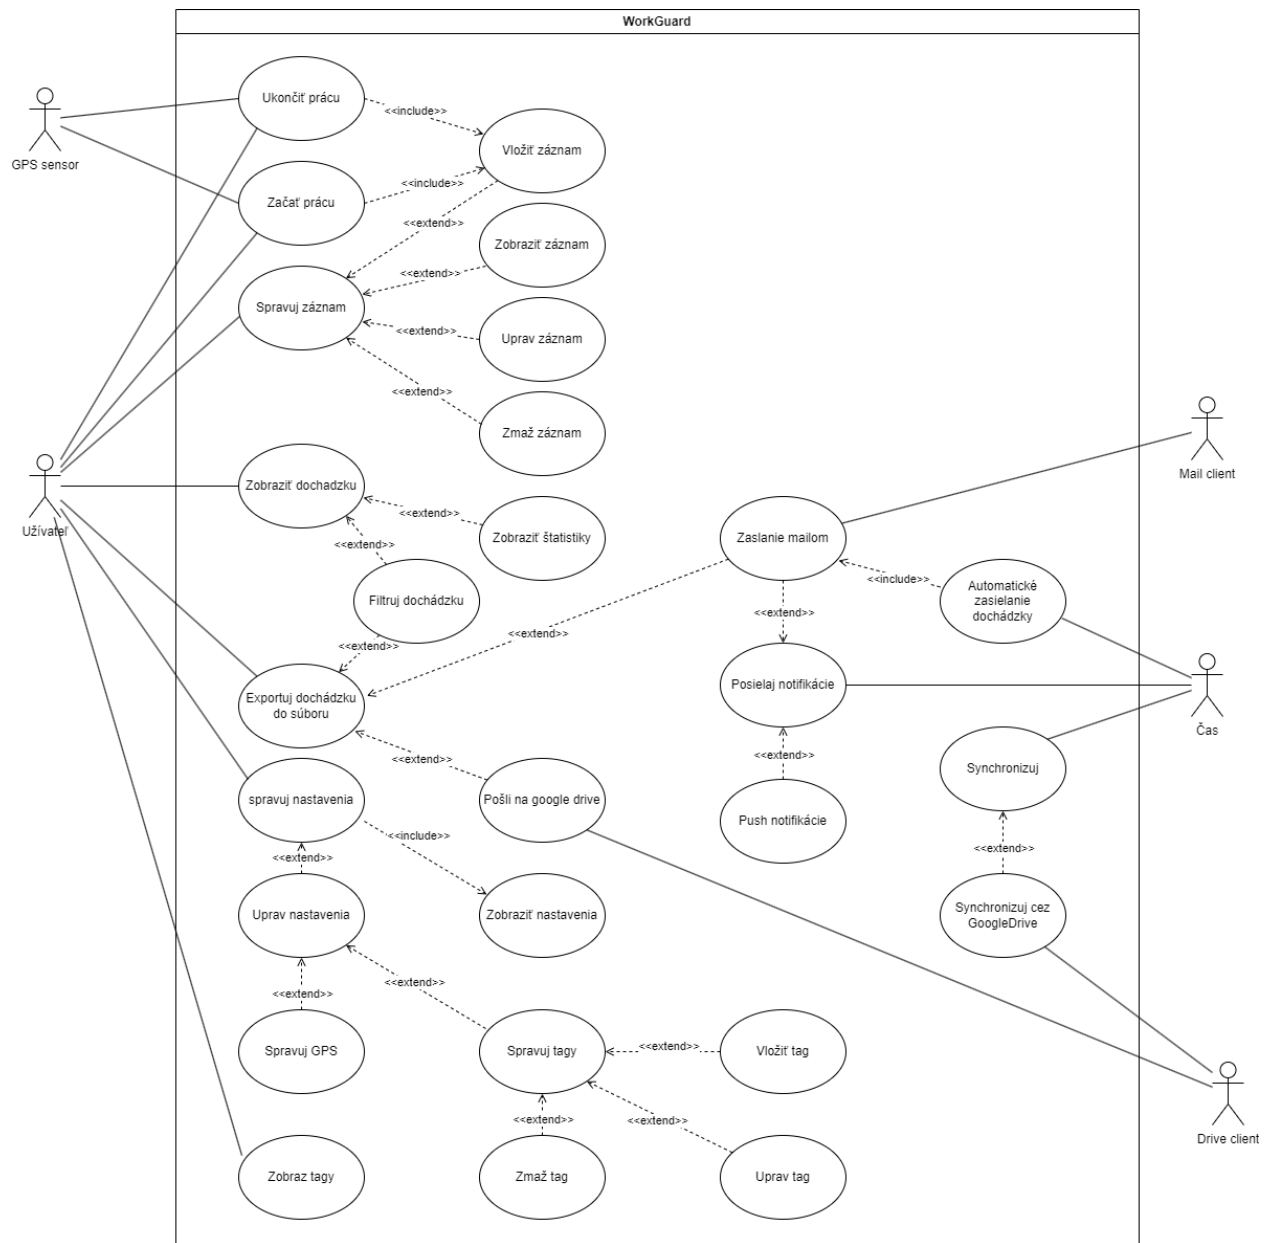 WorkGuard
Ukončiť prácu
<<include>>
GPS sensor
Vložiť záznam
Začať prácu
<<include>>
<<extend>>
Zobraziť záznam
<<extend>>
Spravuj záznam
<<extend>>
Uprav záznam
<<extend>>
Zmaž záznam
Mail client
Zobraziť dochadzku
<<extend>>
Užívateľ
Zobraziť štatistiky
Zaslanie mailom
<<extend>>
<<include>>
Automatické
zasielanie
dochádzky
Filtruj dochádzku
<<extend>>
<<extend>>
<<extend>>
Posielaj notifikácie
Exportuj dochádzku
do súboru
Čas
<<extend>>
<<extend>>
Synchronizuj
spravuj nastavenia
Pošli na google drive
Push notifikácie
<<include>>
<<extend>>
<<extend>>
Uprav nastavenia
Zobraziť nastavenia
Synchronizuj cez
GoogleDrive
<<extend>>
<<extend>>
Spravuj GPS
Spravuj tagy
<<extend>>
Vložiť tag
<<extend>>
<<extend>>
Drive client
Zobraz tagy
Zmaž tag
Uprav tag